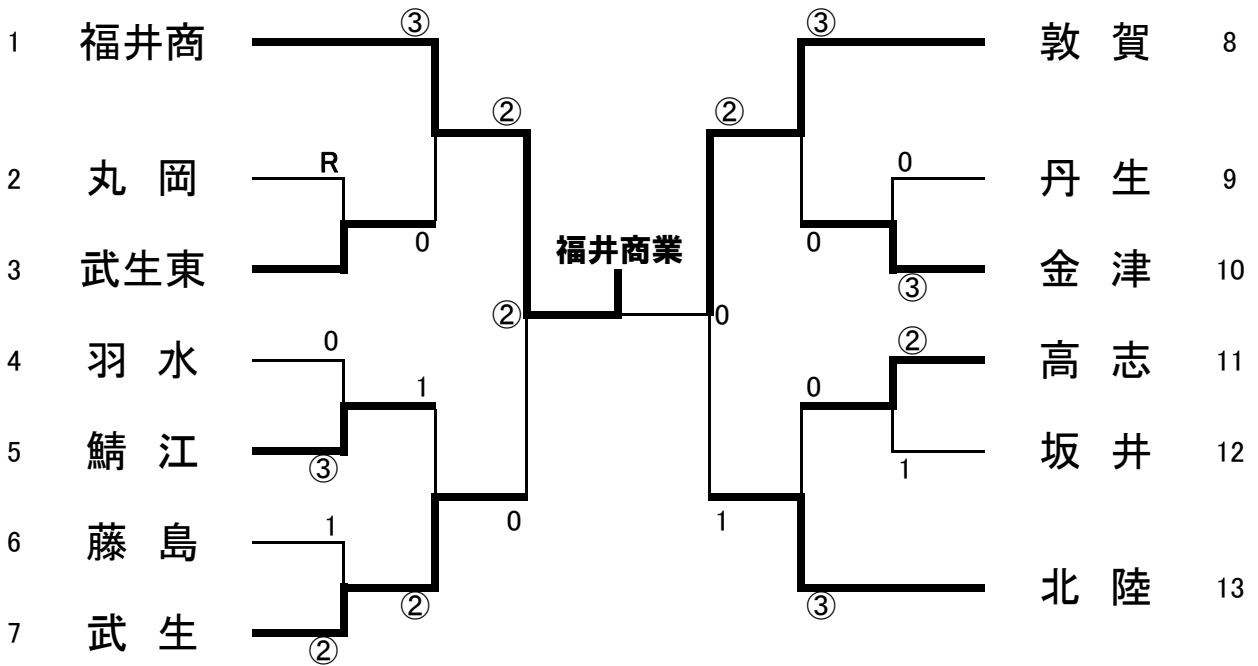 ③
1 福井商
②
R
2 丸 岡
0
3 武生東
②
0
4 羽 水
1
5 鯖 江
③
1
6 藤 島
0
②
7 武 生
②
福井商業
③
敦 賀 8
②
0
丹 生 9
0
金 津 10
③
0
②
高 志 11
0
坂 井 12
1
1
北 陸 13
③